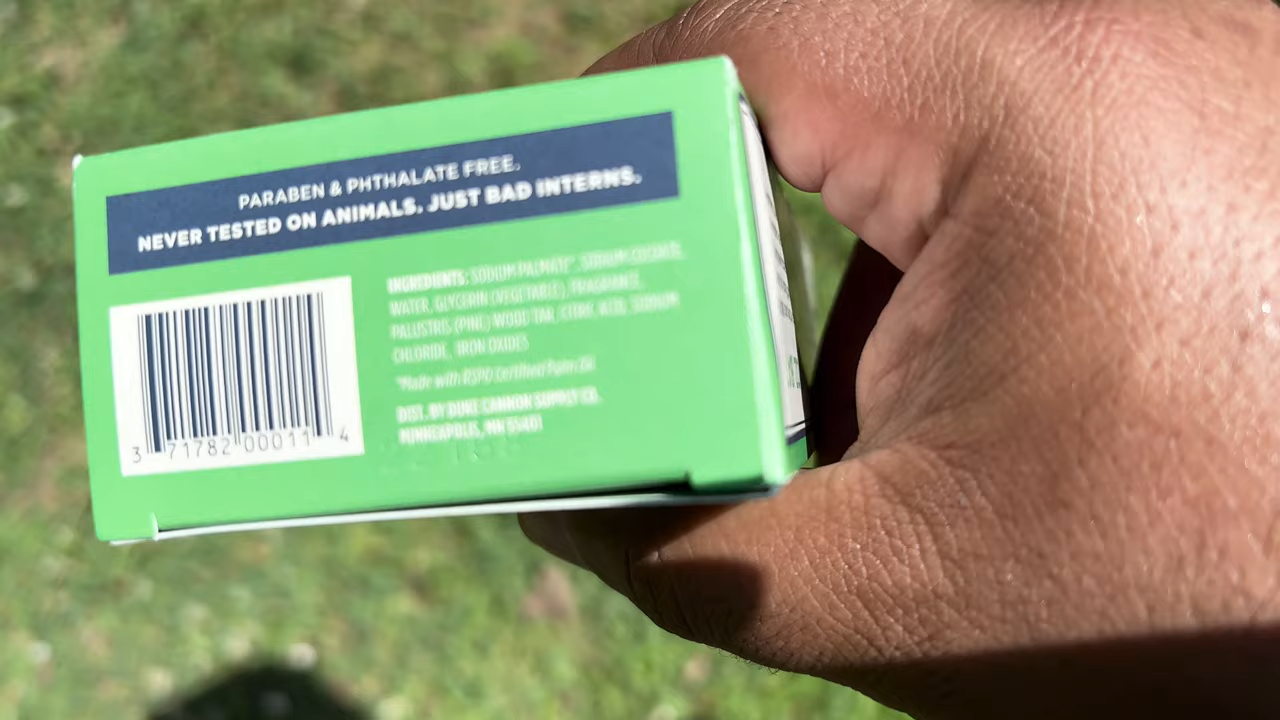 PARABEN & PHTHALATE FREE.
NEVER TESTED ON ANIMALS. JUST BAD INTERNS.
INGREDIENTS: SODIUM PALMATE*, SODIUM COCOATE,
WATER, GLYCERIN (VEGETABLE), FRAGRANCE,
PALUSTRIS (PINE) WOOD TAR, CITRIC ACID, SODIUM
CHLORIDE, IRON OXIDES
*Made with RSPO Certified Palm Oil
DIST. BY DUKE CANNON SUPPLY CO.
MINNEAPOLIS, MN 55401
3 71782 00011 4